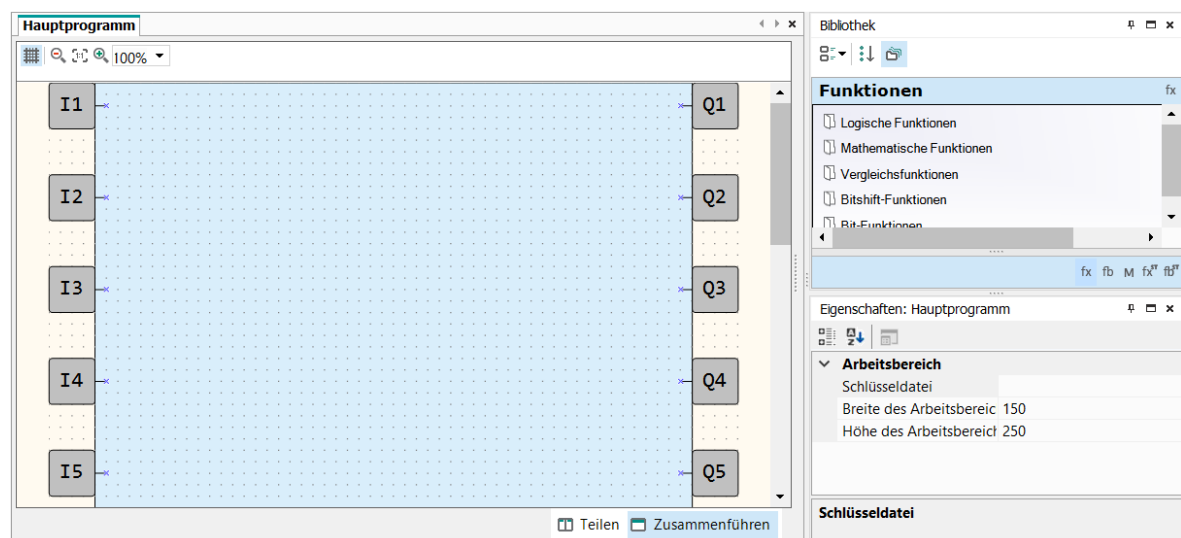 Hauptprogramm
100%
I1
Q1
I2
Q2
I3
Q3
I4
Q4
I5
Q5
Teilen
Zusammenführen
Bibliothek
Funktionen
fx
Logische Funktionen
Mathematische Funktionen
Vergleichsfunktionen
Bitshift-Funktionen
Bit-Funktionen
fx fb M fxST fbST
Eigenschaften: Hauptprogramm
Arbeitsbereich
Schlüsseldatei
Breite des Arbeitsbereic 150
Höhe des Arbeitsbereich 250
Schlüsseldatei